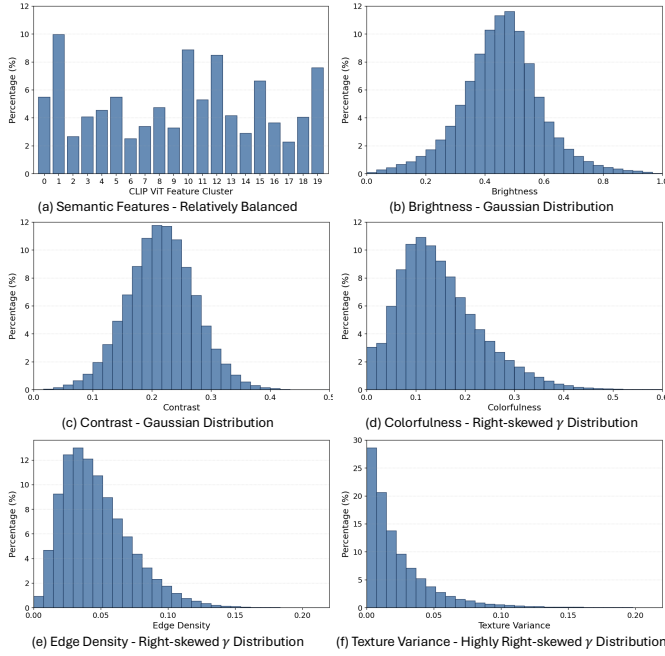 12
10
8
6
4
2
0
Percentage (%)
0 1 2 3 4 5 6 7 8 9 10 11 12 13 14 15 16 17 18 19
CLIP ViT Feature Cluster
(a) Semantic Features - Relatively Balanced
12
10
8
6
4
2
0
Percentage (%)
0.0 0.2 0.4 0.6 0.8 1.0
Brightness
(b) Brightness - Gaussian Distribution
12
10
8
6
4
2
0
Percentage (%)
0.0 0.1 0.2 0.3 0.4 0.5
Contrast
(c) Contrast - Gaussian Distribution
12
10
8
6
4
2
0
Percentage (%)
0.0 0.1 0.2 0.3 0.4 0.5 0.6
Colorfulness
(d) Colorfulness - Right-skewed γ Distribution
12
10
8
6
4
2
0
Percentage (%)
0.00 0.05 0.10 0.15 0.20
Edge Density
(e) Edge Density - Right-skewed γ Distribution
30
25
20
15
10
5
0
Percentage (%)
0.00 0.05 0.10 0.15 0.20
Texture Variance
(f) Texture Variance - Highly Right-skewed γ Distribution